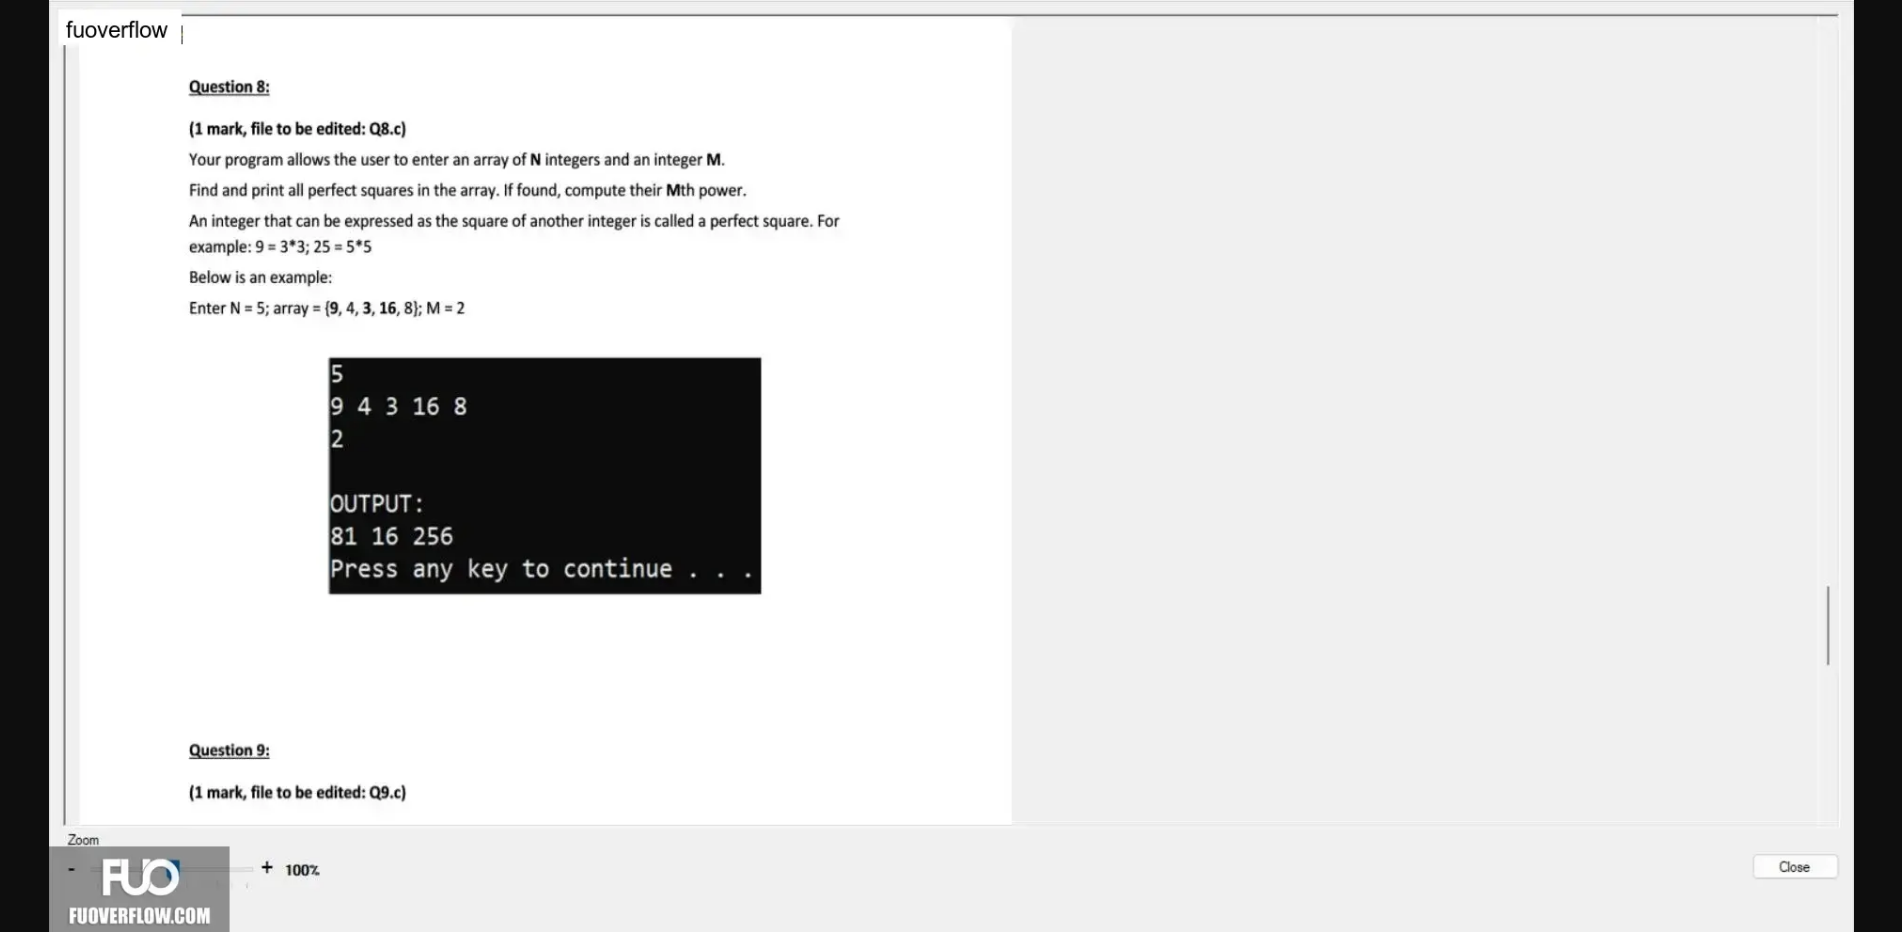 fuoverflow
Question 8:
(1 mark, file to be edited: Q8.c)
Your program allows the user to enter an array of N integers and an integer M.
Find and print all perfect squares in the array. If found, compute their Mth power.
An integer that can be expressed as the square of another integer is called a perfect square. For
example: 9 = 3*3; 25 = 5*5
Below is an example:
Enter N = 5; array = {9, 4, 3, 16, 8}; M = 2
5
9 4 3 16 8
2
OUTPUT:
81 16 256
Press any key to continue . . .
Question 9:
(1 mark, file to be edited: Q9.c)
Zoom
- + 100%
Close
FUO
FUOVERFLOW.COM